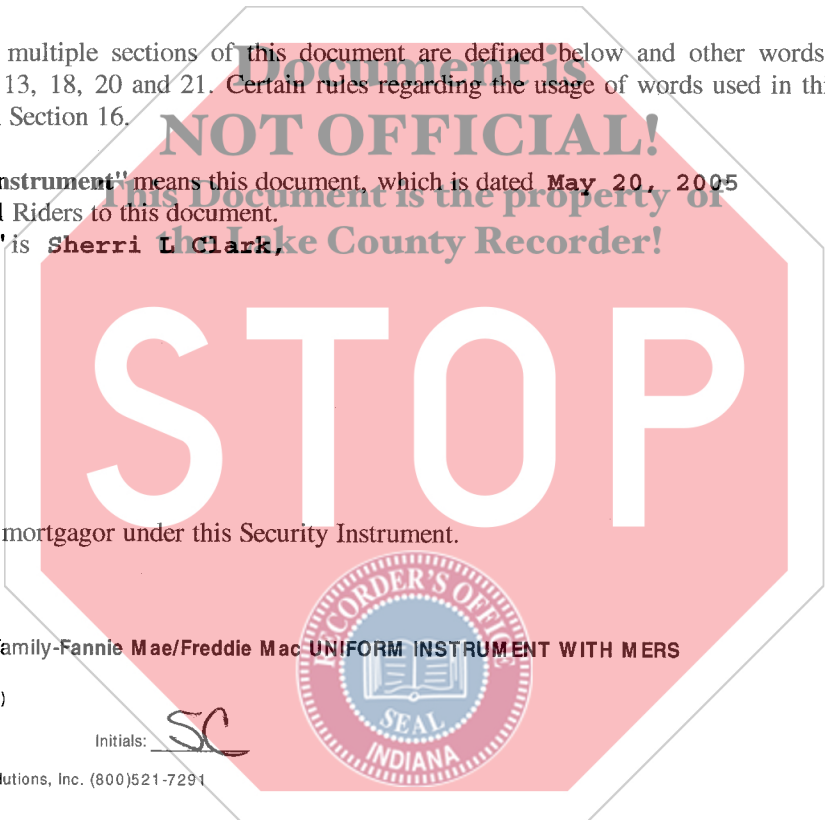 multiple sections of this document are defined below and other words
Document is
13, 18, 20 and 21. Certain rules regarding the usage of words used in
Section 16.
NOT OFFICIAL!
nstrument" means this document, which is dated May 20, 2005
This Document is the property of
Riders to this document.
" is Sherri L Clark,
the Lake County Recorder!
STOP
mortgagor under this Security Instrument.
RECORDER'S OFFICE
amily-Fannie Mae/Freddie Mac UNIFORM INSTRUMENT WITH MERS
)
SEAL
Initials: SC
INDIANA
lutions, Inc. (800)521-7291